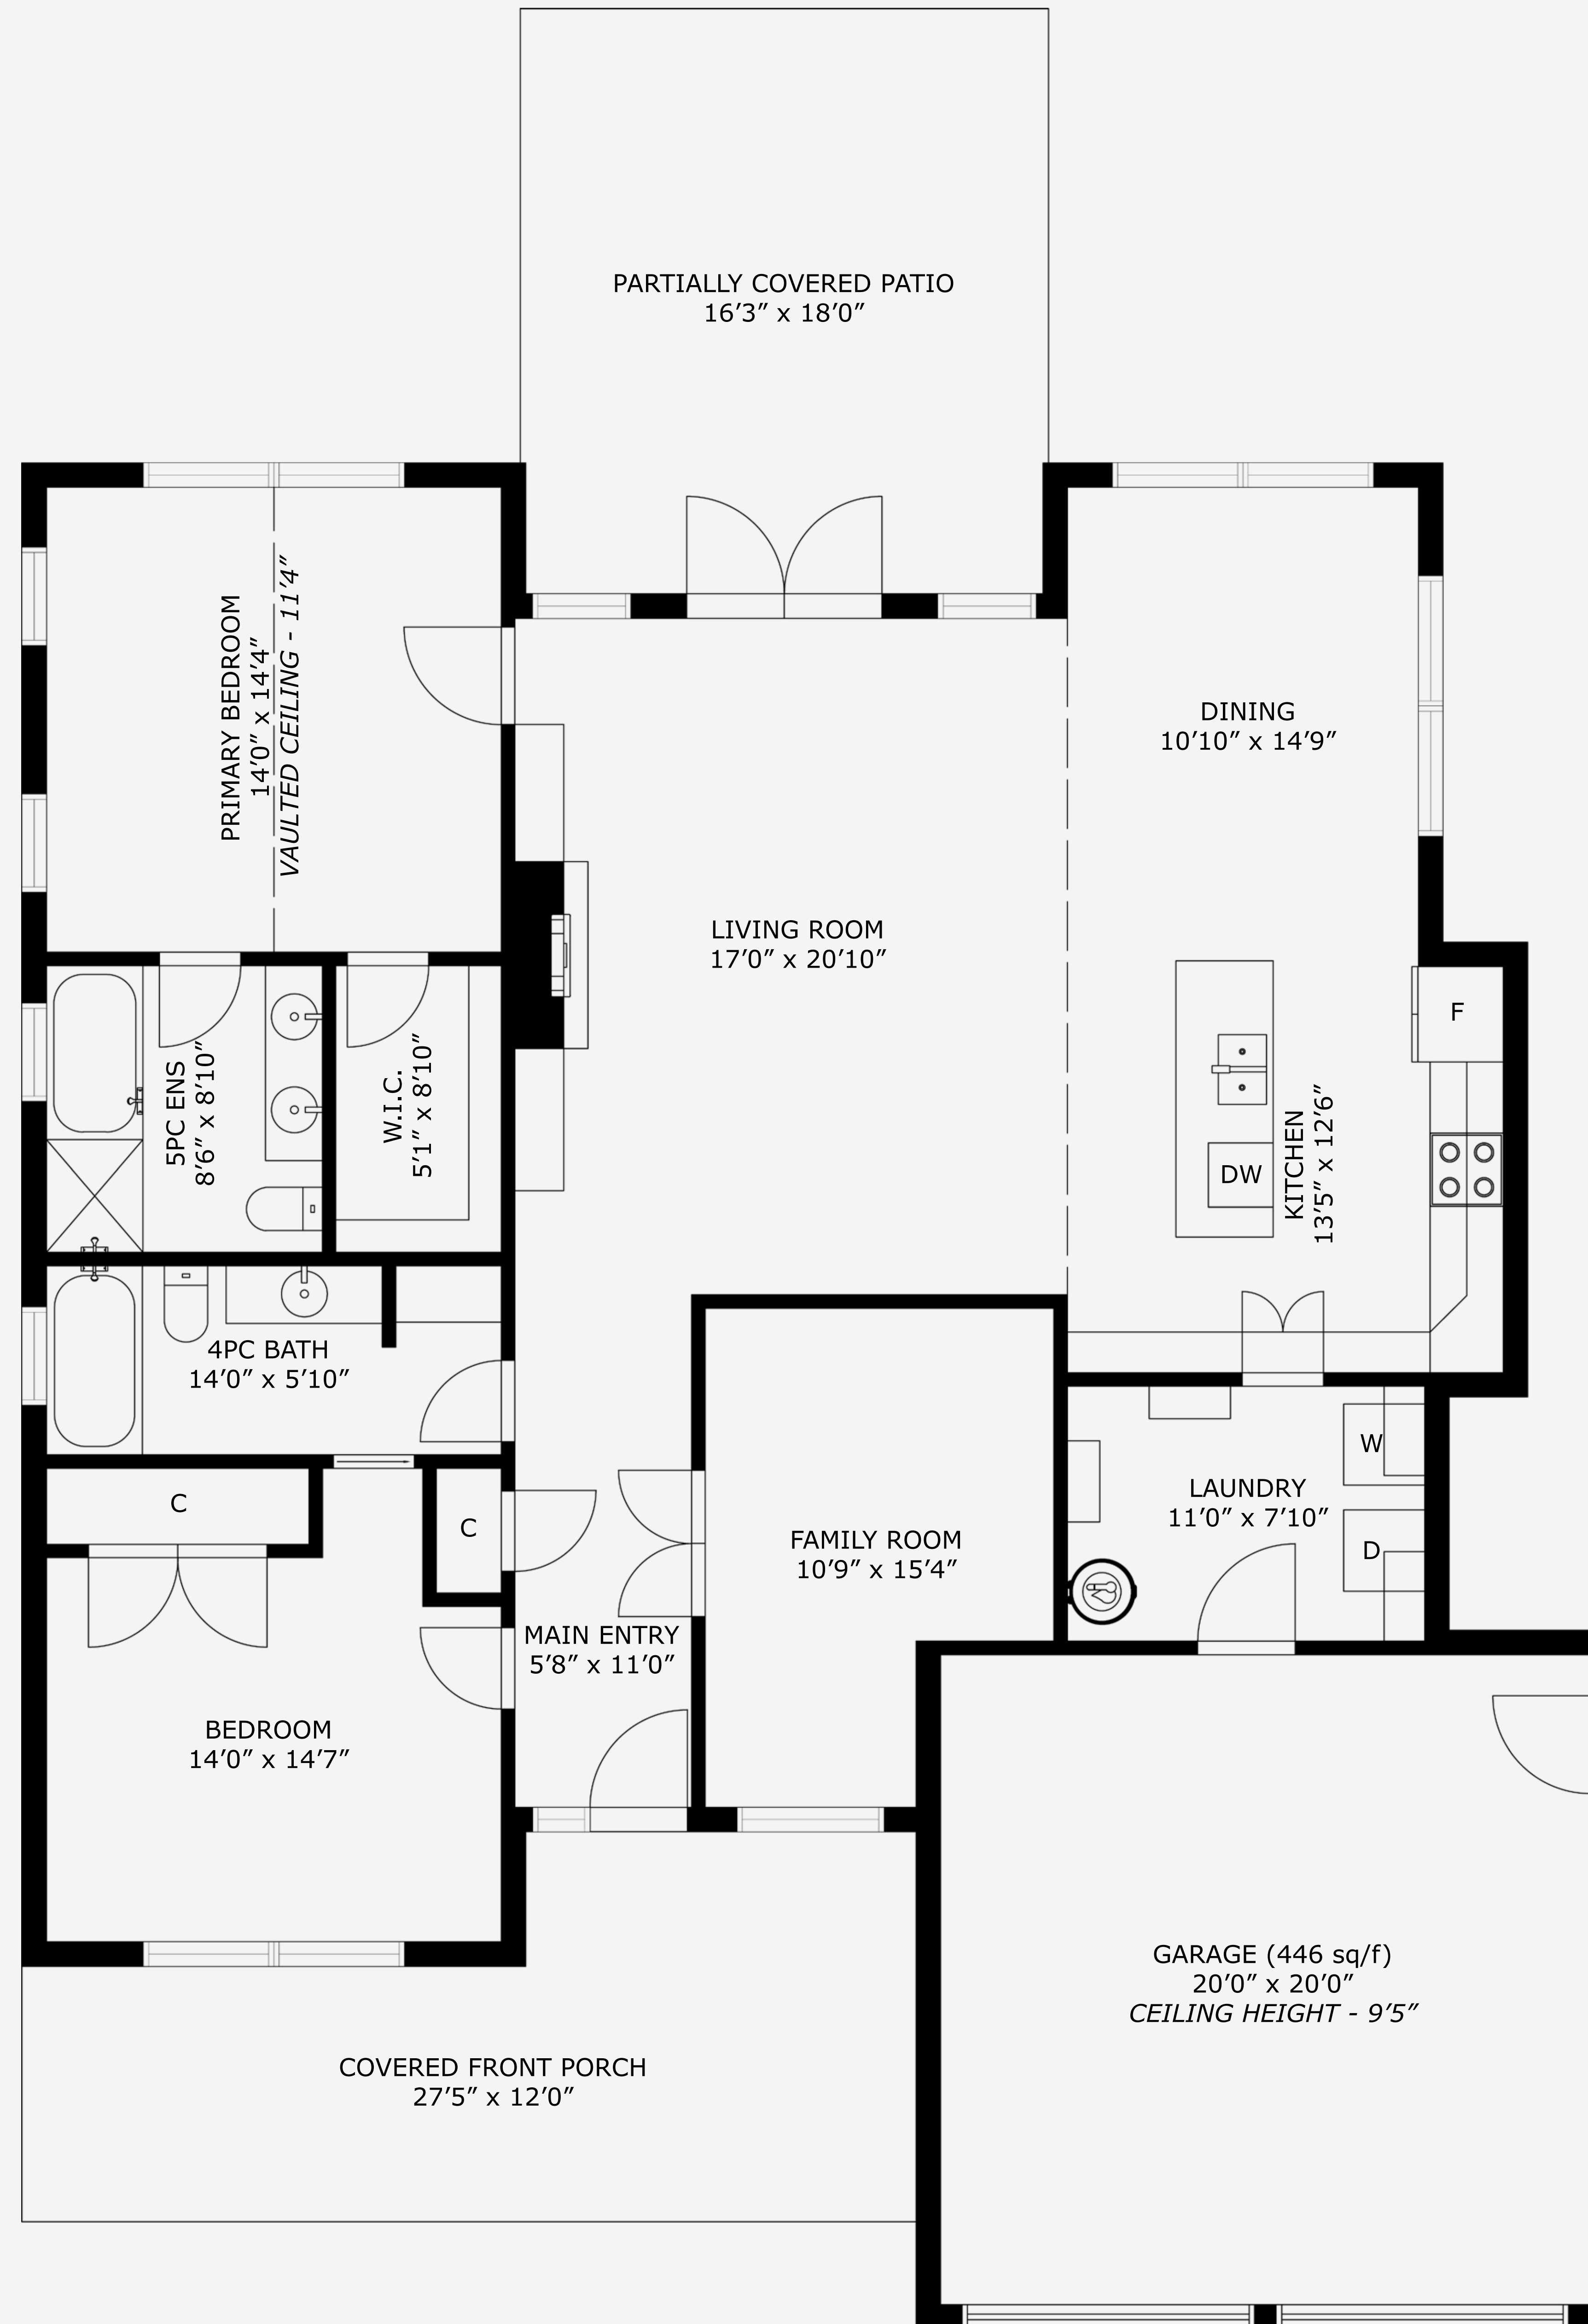 PARTIALLY COVERED PATIO
16′3″ x 18′0″
PRIMARY BEDROOM
14′0″ x 14′4″
VAULTED CEILING - 11′4″
DINING
10′10″ x 14′9″
LIVING ROOM
17′0″ x 20′10″
F
5PC ENS
8′6″ x 8′10″
W.I.C.
5′1″ x 8′10″
DW
KITCHEN
13′5″ x 12′6″
4PC BATH
14′0″ x 5′10″
C
C
W
LAUNDRY
11′0″ x 7′10″
D
FAMILY ROOM
10′9″ x 15′4″
MAIN ENTRY
5′8″ x 11′0″
BEDROOM
14′0″ x 14′7″
GARAGE (446 sq/f)
20′0″ x 20′0″
CEILING HEIGHT - 9′5″
COVERED FRONT PORCH
27′5″ x 12′0″